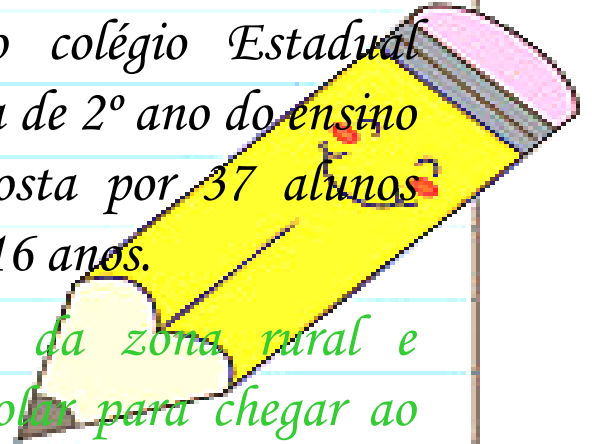 colégio Estadual
de 2º ano do ensino
por 37 alunos
16 anos.
da zona rural e
para chegar ao